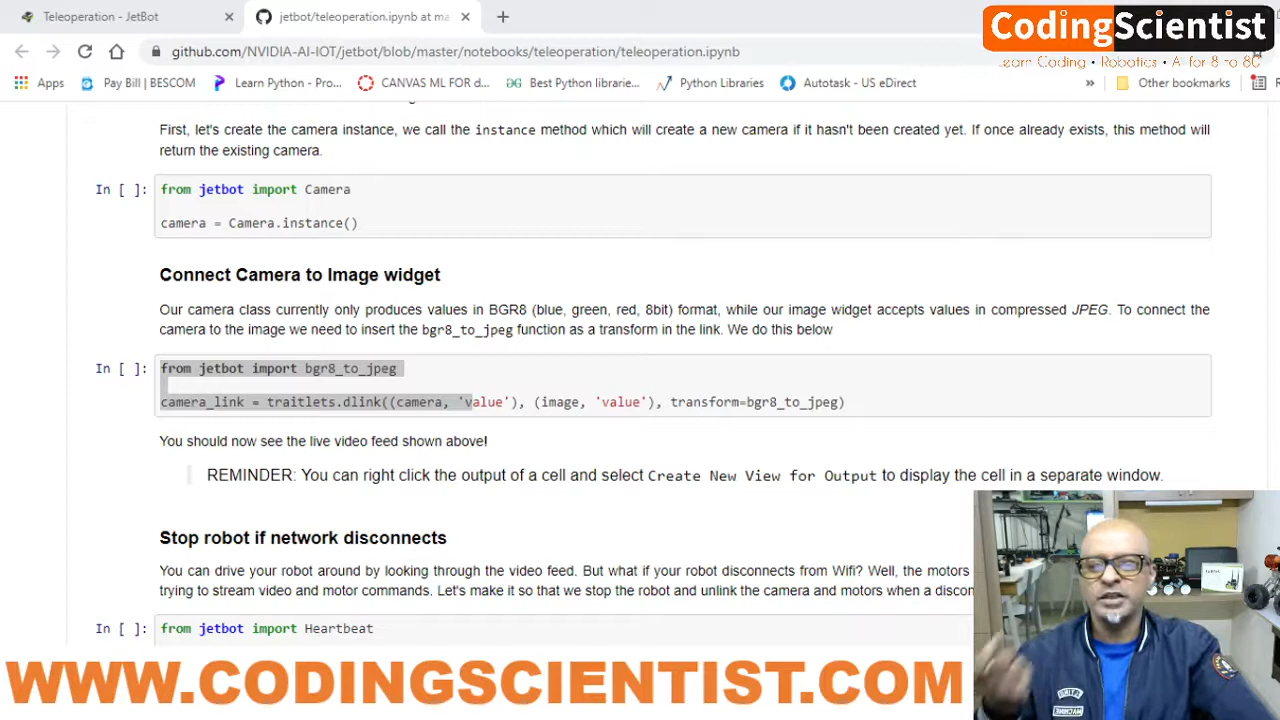 Teleoperation - JetBot
jetbot/teleoperation.ipynb at ma
github.com/NVIDIA-AI-IOT/jetbot/blob/master/notebooks/teleoperation/teleoperation.ipynb
CodingScientist
Learn Coding • Robotics • AI for 8 to 80
Apps
Pay Bill | BESCOM
Learn Python - Pro...
CANVAS ML FOR d...
Best Python librarie...
Python Libraries
Autotask - US eDirect
»
Other bookmarks
First, let's create the camera instance, we call the instance method which will create a new camera if it hasn't been created yet. If once already exists, this method will
return the existing camera.
In [ ]: from jetbot import Camera
camera = Camera.instance()
Connect Camera to Image widget
Our camera class currently only produces values in BGR8 (blue, green, red, 8bit) format, while our image widget accepts values in compressed JPEG. To connect the
camera to the image we need to insert the bgr8_to_jpeg function as a transform in the link. We do this below
In [ ]: from jetbot import bgr8_to_jpeg
camera_link = traitlets.dlink((camera, 'value'), (image, 'value'), transform=bgr8_to_jpeg)
You should now see the live video feed shown above!
REMINDER: You can right click the output of a cell and select Create New View for Output to display the cell in a separate window.
Stop robot if network disconnects
You can drive your robot around by looking through the video feed. But what if your robot disconnects from Wifi? Well, the motors
trying to stream video and motor commands. Let's make it so that we stop the robot and unlink the camera and motors when a discon
In [ ]: from jetbot import Heartbeat
WWW.CODINGSCIENTIST.COM